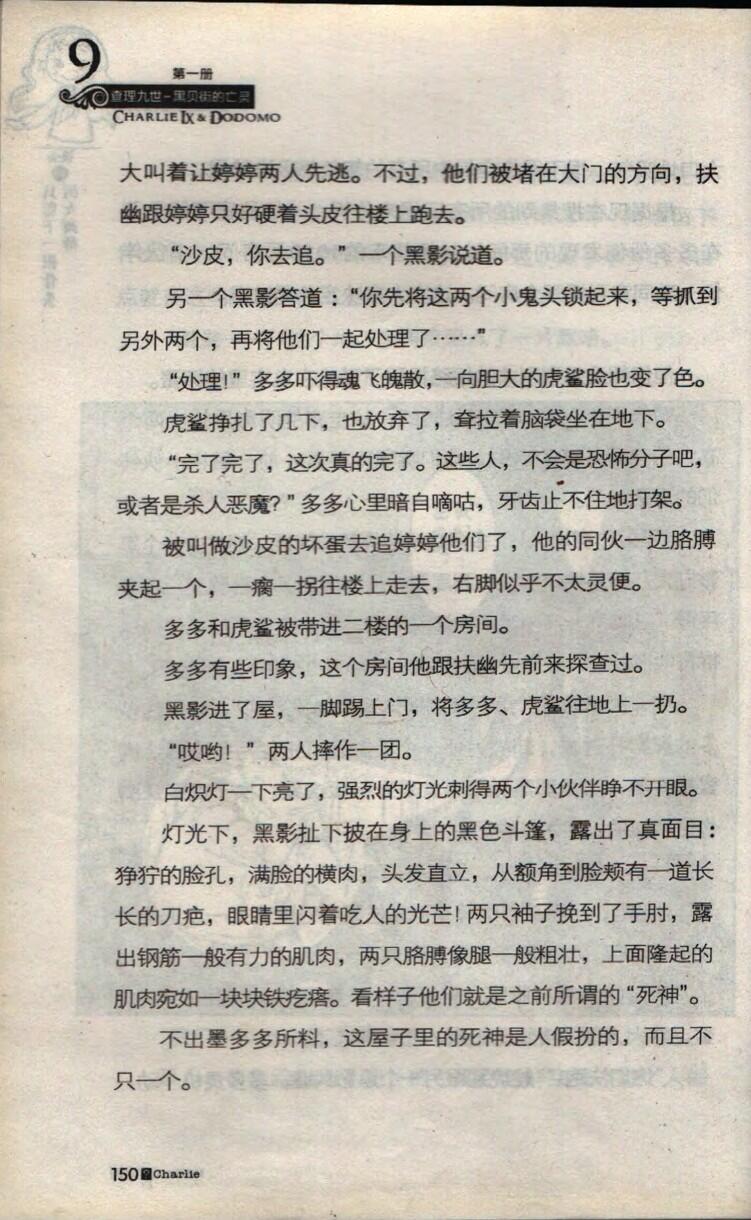 9
第一册
查理九世-黑贝街的亡灵
CHARLIE IX & DODOMO
大叫着让婷婷两人先逃。不过，他们被堵在大门的方向，扶
幽跟婷婷只好硬着头皮往楼上跑去。
“沙皮，你去追。”一个黑影说道。
另一个黑影答道：“你先将这两个小鬼头锁起来，等抓到
另外两个，再将他们一起处理了……”
“处理！”多多吓得魂飞魄散，一向胆大的虎鲨脸也变了色。
虎鲨挣扎了几下，也放弃了，耷拉着脑袋坐在地下。
“完了完了，这次真的完了。这些人，不会是恐怖分子吧，
或者是杀人恶魔？”多多心里暗自嘀咕，牙齿止不住地打架。
被叫做沙皮的坏蛋去追婷婷他们了，他的同伙一边胳膊
夹起一个，一瘸一拐往楼上走去，右脚似乎不太灵便。
多多和虎鲨被带进二楼的一个房间。
多多有些印象，这个房间他跟扶幽先前来探查过。
黑影进了屋，一脚踢上门，将多多、虎鲨往地上一扔。
“哎哟！”两人摔作一团。
白炽灯一下亮了，强烈的灯光刺得两个小伙伴睁不开眼。
灯光下，黑影扯下披在身上的黑色斗篷，露出了真面目：
狰狞的脸孔，满脸的横肉，头发直立，从额角到脸颊有一道长
长的刀疤，眼睛里闪着吃人的光芒！两只袖子挽到了手肘，露
出钢筋一般有力的肌肉，两只胳膊像腿一般粗壮，上面隆起的
肌肉宛如一块块铁疙瘩。看样子他们就是之前所谓的“死神”。
不出墨多多所料，这屋子里的死神是人假扮的，而且不
只一个。
150 Charlie